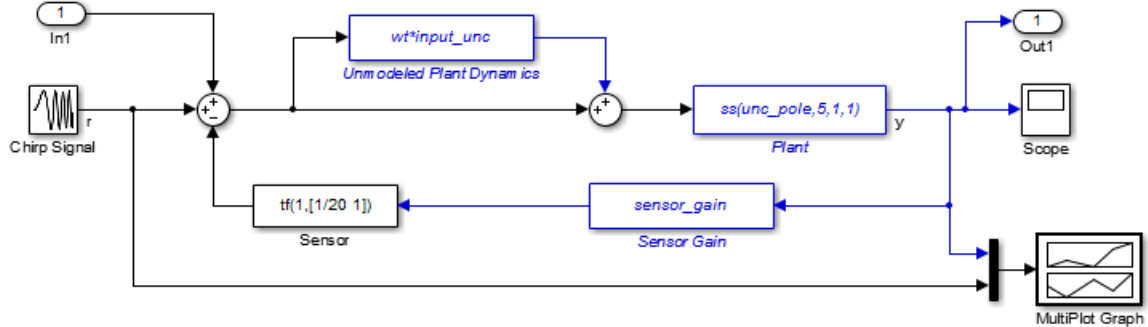 1
In1
wt*input_unc
Unmodeled Plant Dynamics
1
Out1
r
Chirp Signal
+
−
+
+
ss(unc_pole,5,1,1)
Plant
y
Scope
tf(1,[1/20 1])
Sensor
sensor_gain
Sensor Gain
MultiPlot Graph